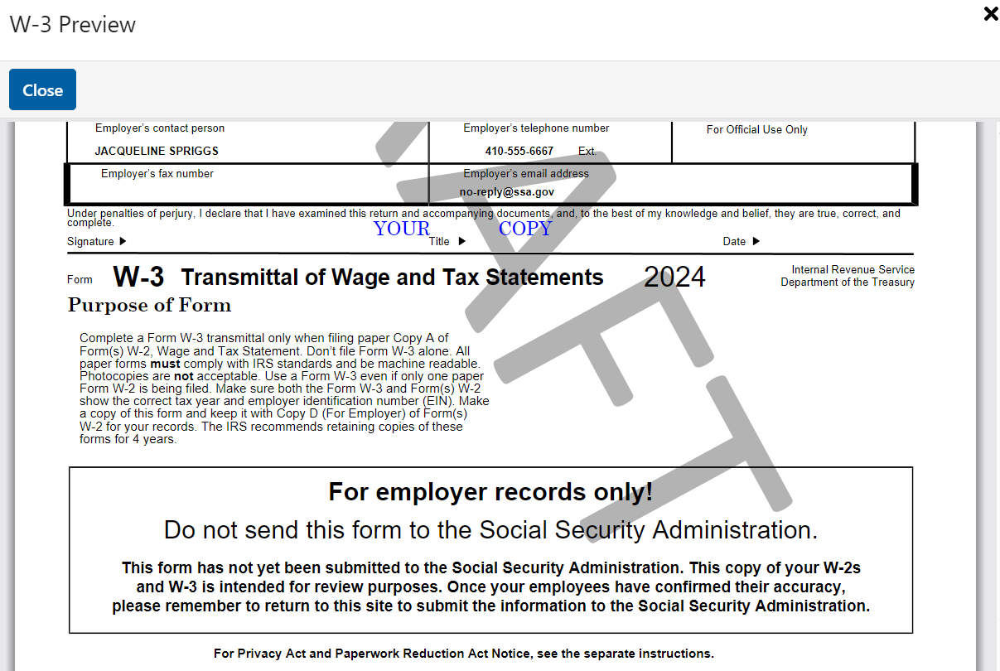 W-3 Preview
Close
Employer's contact person
Employer's telephone number
For Official Use Only
JACQUELINE SPRIGGS
410-555-6667 Ext.
Employer's fax number
Employer's email address
no-reply@ssa.gov
Under penalties of perjury, I declare that I have examined this return and accompanying documents, and, to the best of my knowledge and belief, they are true, correct, and
complete.
YOUR COPY
Signature ▶ Title ▶ Date ▶
Form W-3 Transmittal of Wage and Tax Statements 2024
Internal Revenue Service
Department of the Treasury
Purpose of Form
Complete a Form W-3 transmittal only when filing paper Copy A of
Form(s) W-2, Wage and Tax Statement. Don't file Form W-3 alone. All
paper forms must comply with IRS standards and be machine readable.
Photocopies are not acceptable. Use a Form W-3 even if only one paper
Form W-2 is being filed. Make sure both the Form W-3 and Form(s) W-2
show the correct tax year and employer identification number (EIN). Make
a copy of this form and keep it with Copy D (For Employer) of Form(s)
W-2 for your records. The IRS recommends retaining copies of these
forms for 4 years.
For employer records only!
Do not send this form to the Social Security Administration.
This form has not yet been submitted to the Social Security Administration. This copy of your W-2s
and W-3 is intended for review purposes. Once your employees have confirmed their accuracy,
please remember to return to this site to submit the information to the Social Security Administration.
For Privacy Act and Paperwork Reduction Act Notice, see the separate instructions.
AFT